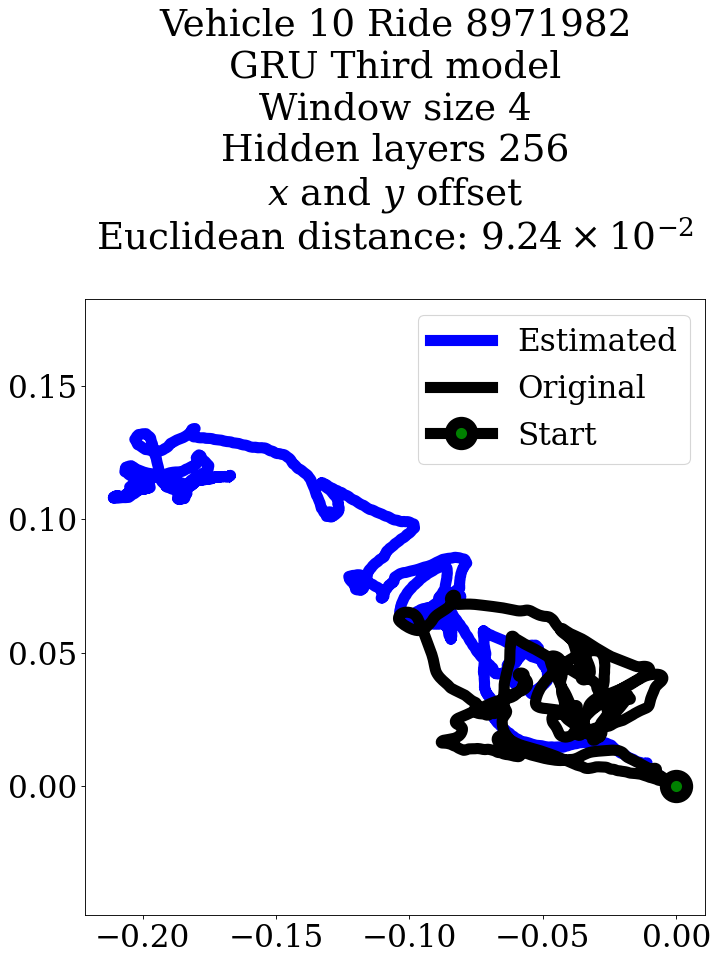 Vehicle 10 Ride 8971982
GRU Third model
Window size 4
Hidden layers 256
x and y offset
Euclidean distance: 9.24 × 10⁻²
Estimated
Original
Start
0.15
0.10
0.05
0.00
−0.20 −0.15 −0.10 −0.05 0.00